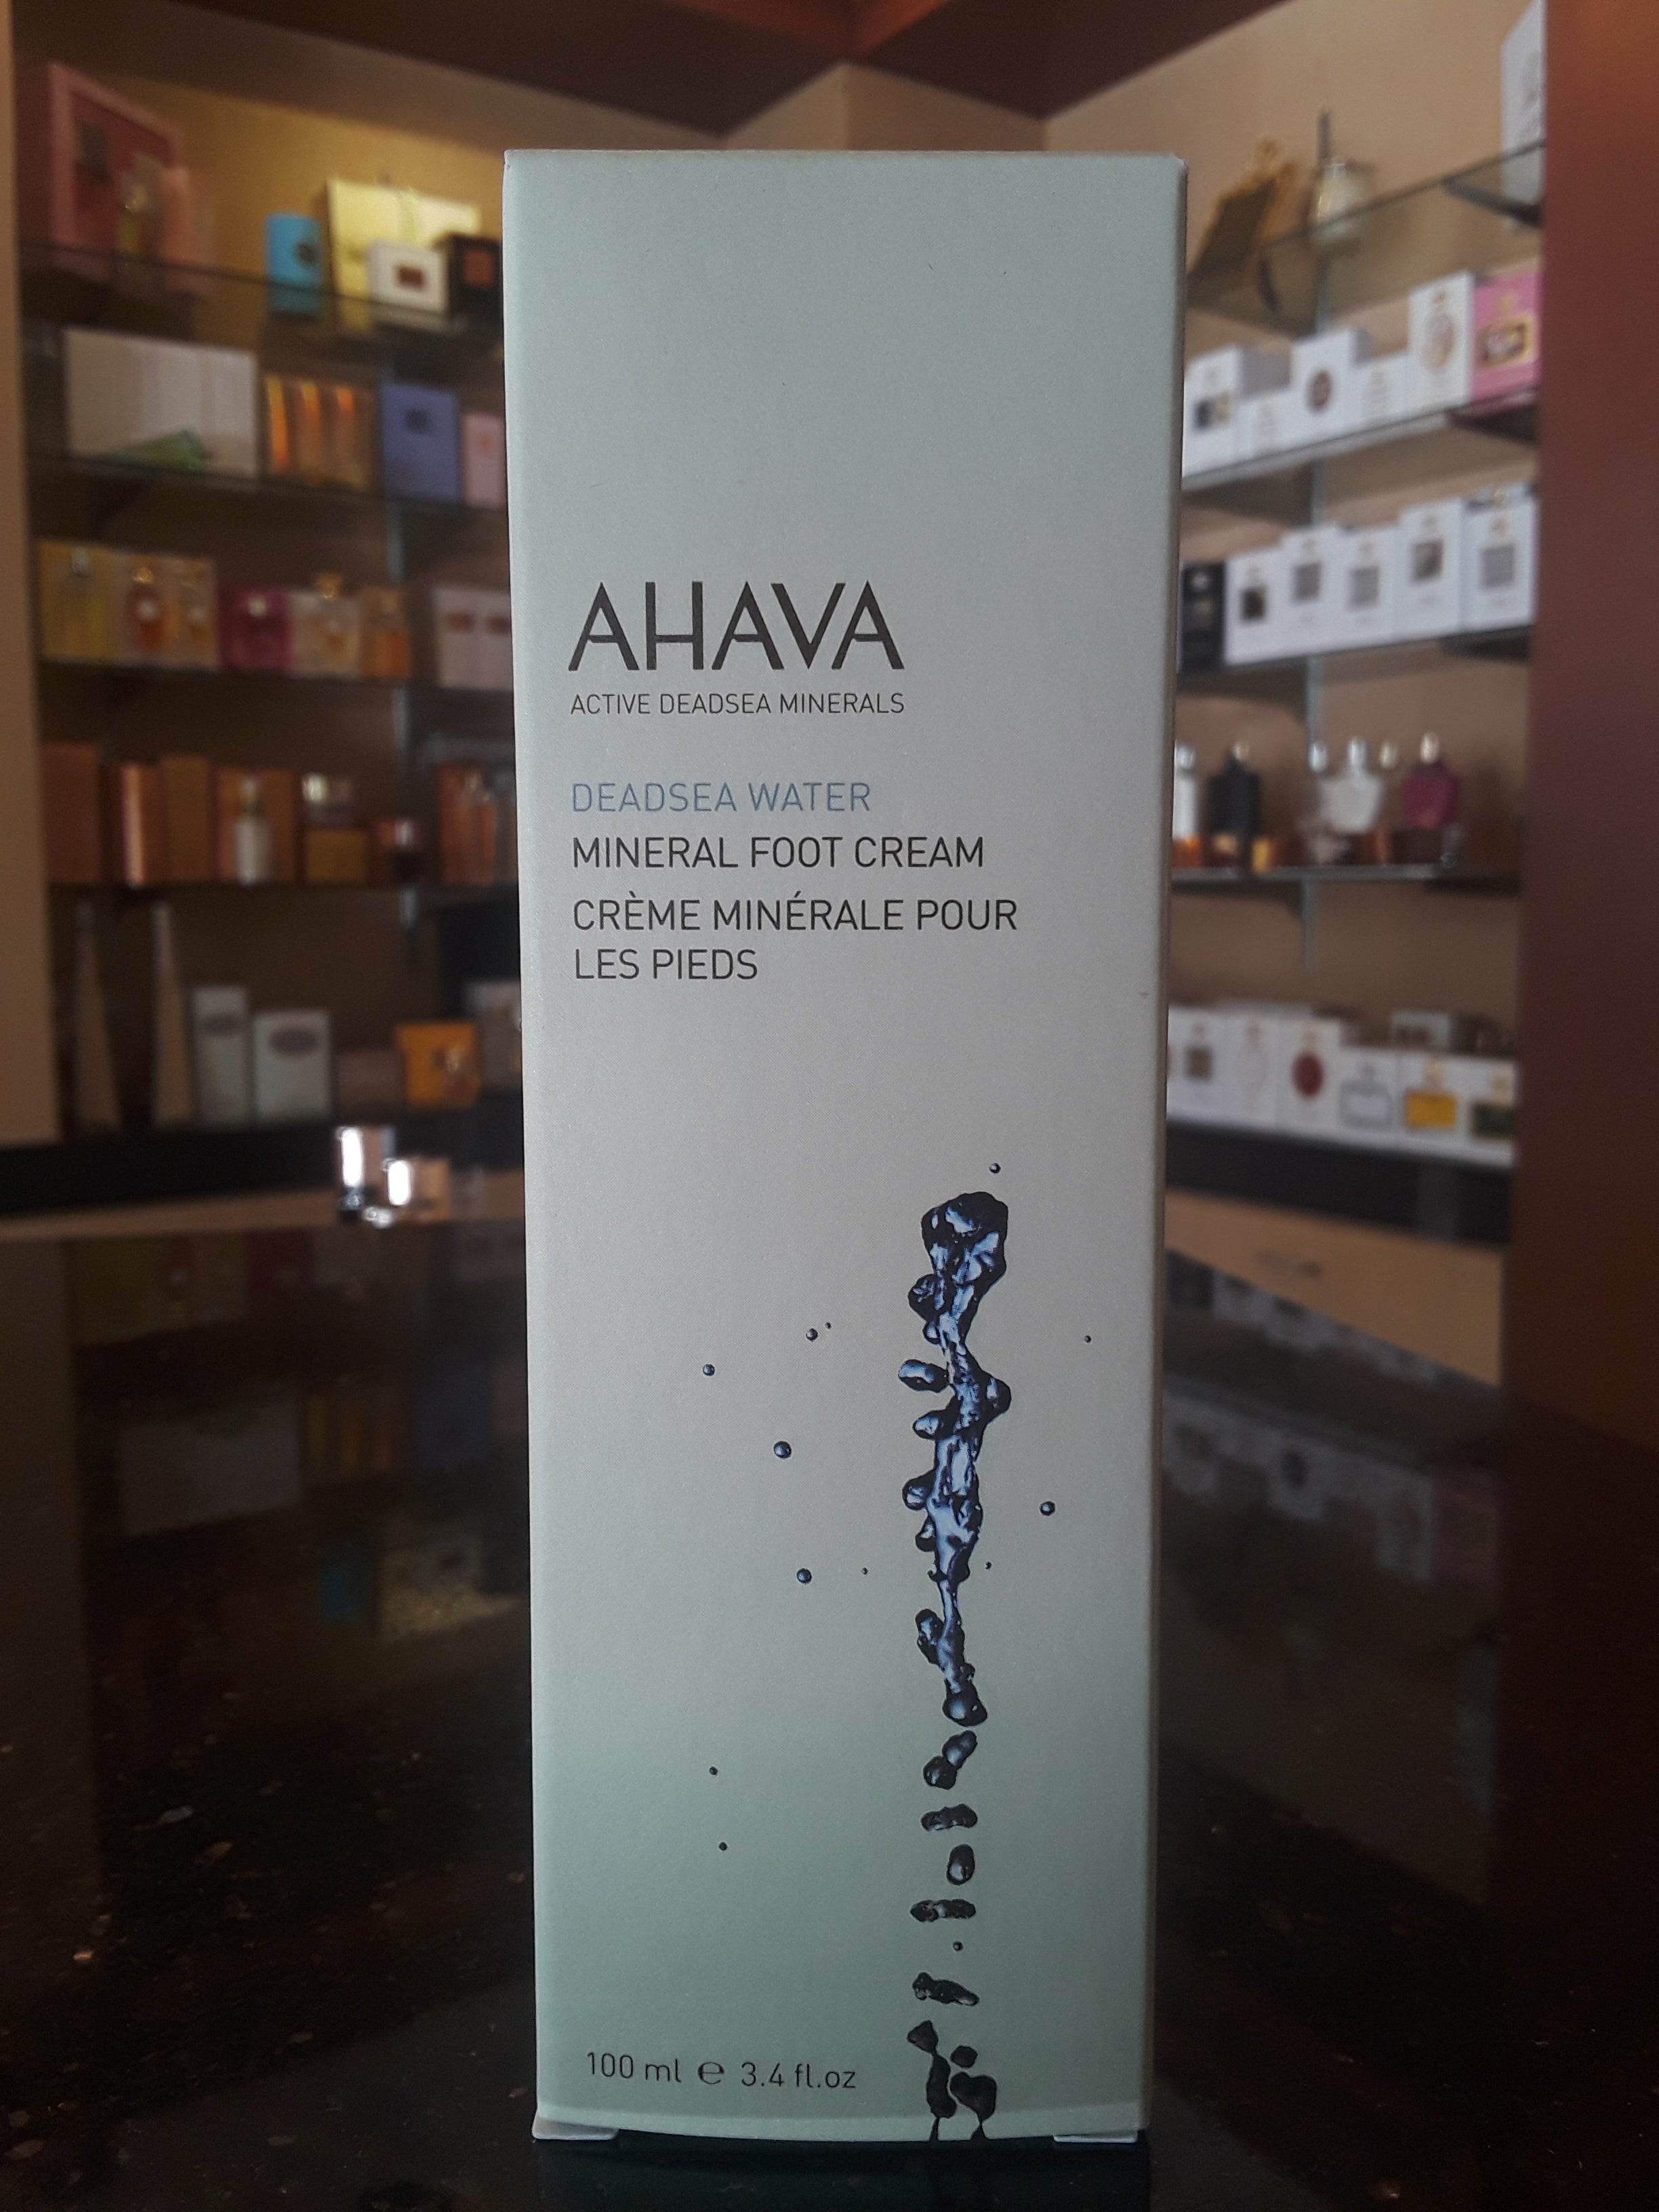 AHAVA
ACTIVE DEADSEA MINERALS
DEADSEA WATER
MINERAL FOOT CREAM
CRÈME MINÉRALE POUR
LES PIEDS
100 ml ℮ 3.4 fl.oz